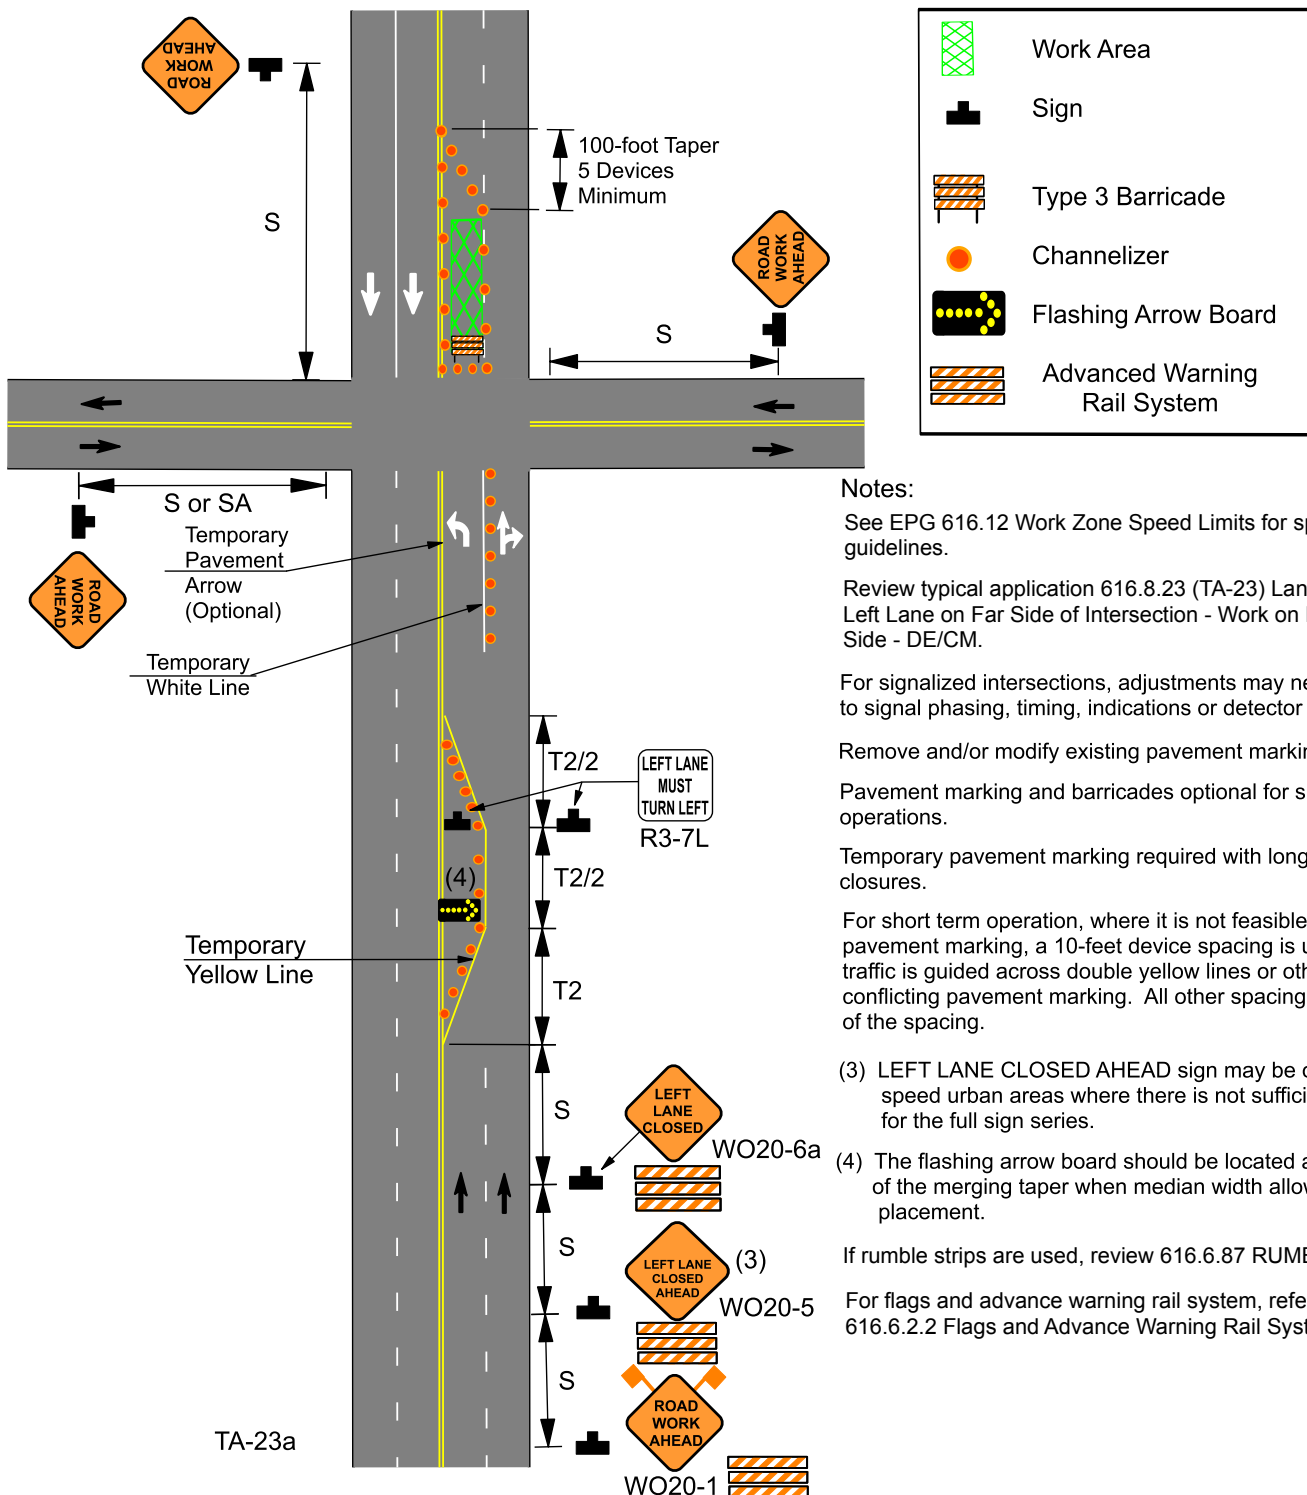 ROAD
WORK
AHEAD
S
100-foot Taper
5 Devices
Minimum
ROAD
WORK
AHEAD
S
Work Area
Sign
Type 3 Barricade
Channelizer
Flashing Arrow Board
Advanced Warning
Rail System
S or SA
Temporary
Pavement
Arrow
(Optional)
ROAD
WORK
AHEAD
Temporary
White Line
T2/2
LEFT LANE
MUST
TURN LEFT
R3-7L
(4)
T2/2
Temporary
Yellow Line
T2
S
LEFT
LANE
CLOSED
WO20-6a
S
LEFT LANE
CLOSED
AHEAD
(3)
WO20-5
S
ROAD
WORK
AHEAD
WO20-1
TA-23a
Notes:
See EPG 616.12 Work Zone Speed Limits for
guidelines.
Review typical application 616.8.23 (TA-23)
Left Lane on Far Side of Intersection - Work on
Side - DE/CM.
For signalized intersections, adjustments may
to signal phasing, timing, indications or detector
Remove and/or modify existing pavement
Pavement marking and barricades optional for
operations.
Temporary pavement marking required with
closures.
For short term operation, where it is not feasible
pavement marking, a 10-feet device spacing is
traffic is guided across double yellow lines or
conflicting pavement marking. All other spacing
of the spacing.
(3) LEFT LANE CLOSED AHEAD sign may be
speed urban areas where there is not
for the full sign series.
(4) The flashing arrow board should be located
of the merging taper when median width
placement.
If rumble strips are used, review 616.6.87
For flags and advance warning rail system,
616.6.2.2 Flags and Advance Warning Rail